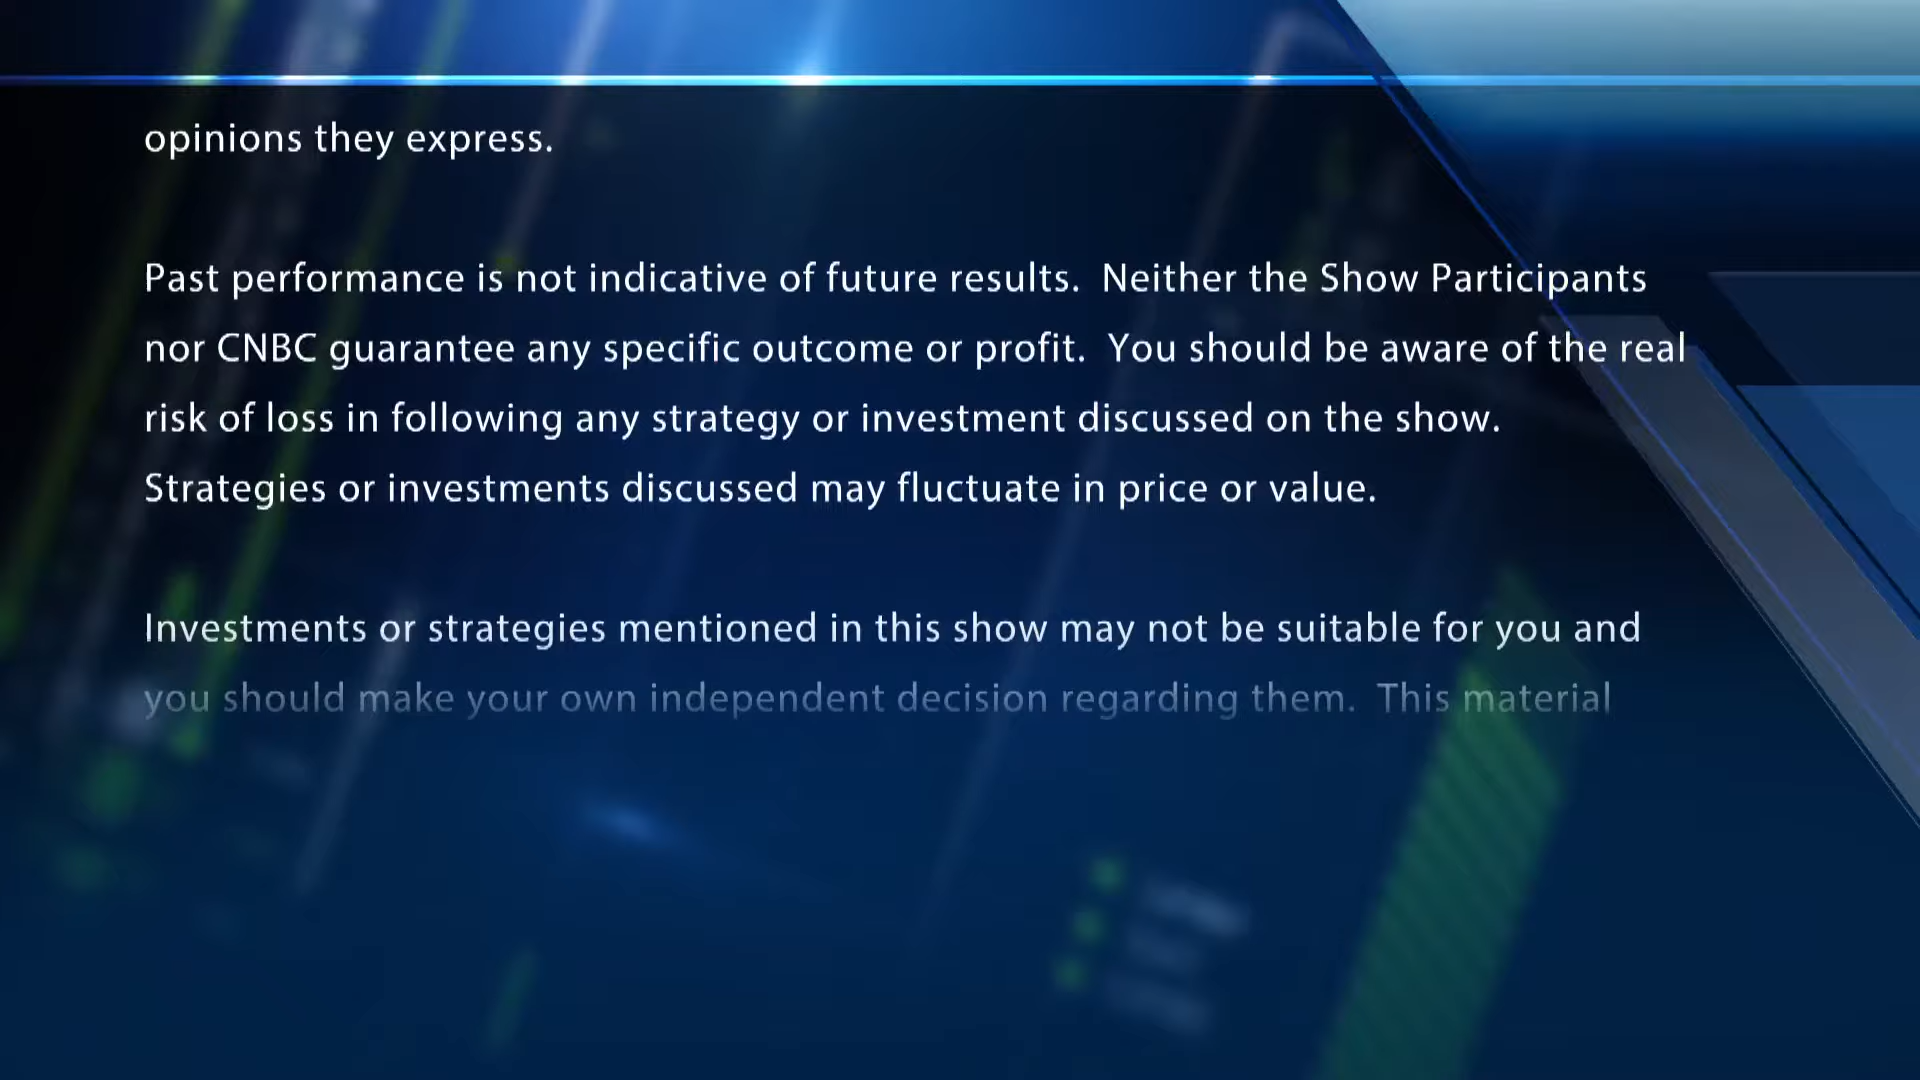 opinions they express.
Past performance is not indicative of future results.  Neither the Show Participants
nor CNBC guarantee any specific outcome or profit.  You should be aware of the real
risk of loss in following any strategy or investment discussed on the show.
Strategies or investments discussed may fluctuate in price or value.
Investments or strategies mentioned in this show may not be suitable for you and
you should make your own independent decision regarding them.  This material